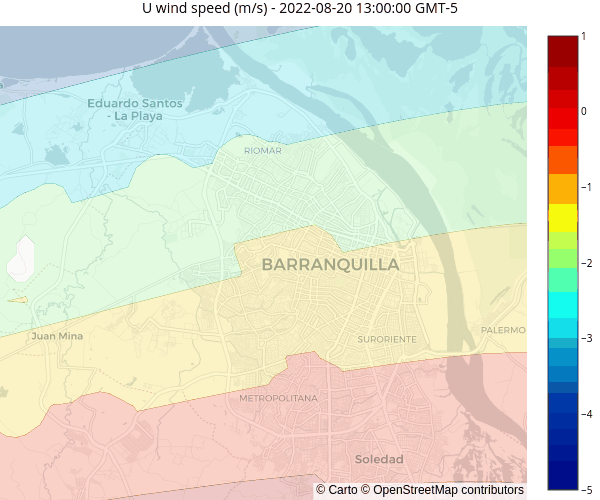 U wind speed (m/s) - 2022-08-20 13:00:00 GMT-5
Eduardo Santos
- La Playa
RIOMAR
BARRANQUILLA
Juan Mina
SURORIENTE
PALERMO
METROPOLITANA
Soledad
© Carto © OpenStreetMap contributors
1
0
−1
−2
−3
−4
−5